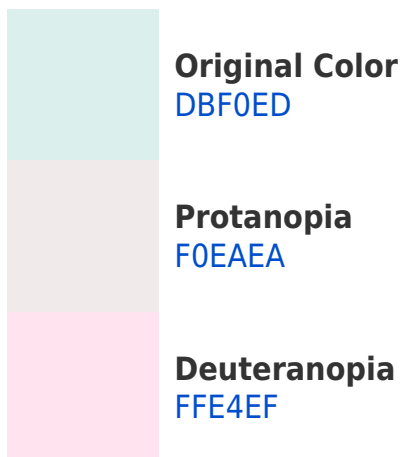 Original Color
DBF0ED
Protanopia
F0EAEA
Deuteranopia
FFE4EF